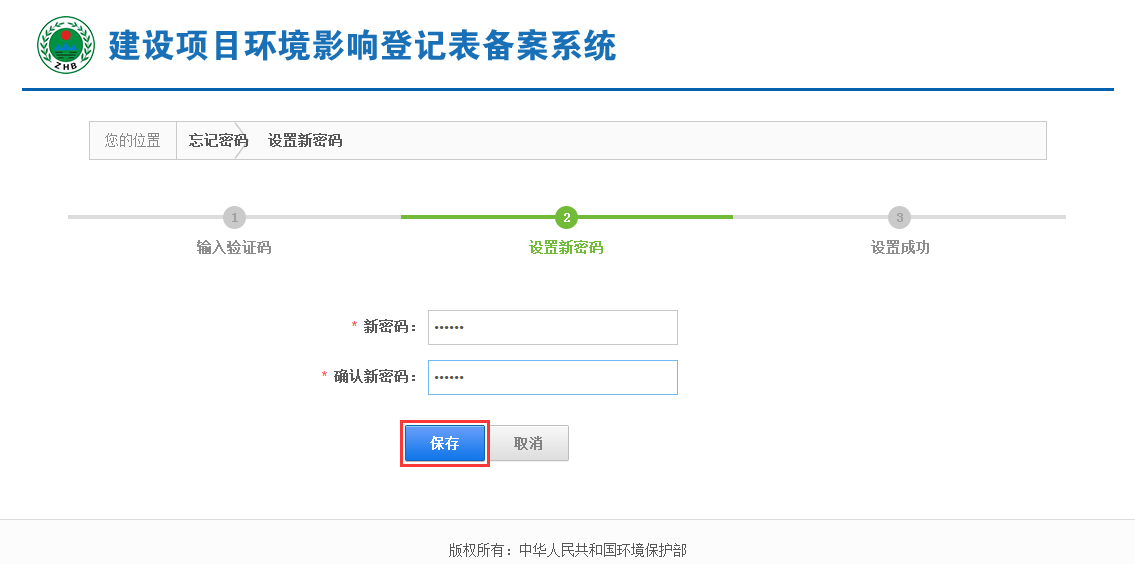 ZHB
建设项目环境影响登记表备案系统
您的位置 忘记密码 设置新密码
1 2 3
输入验证码 设置新密码 设置成功
* 新密码： ••••••
* 确认新密码： ••••••
保存 取消
版权所有：中华人民共和国环境保护部